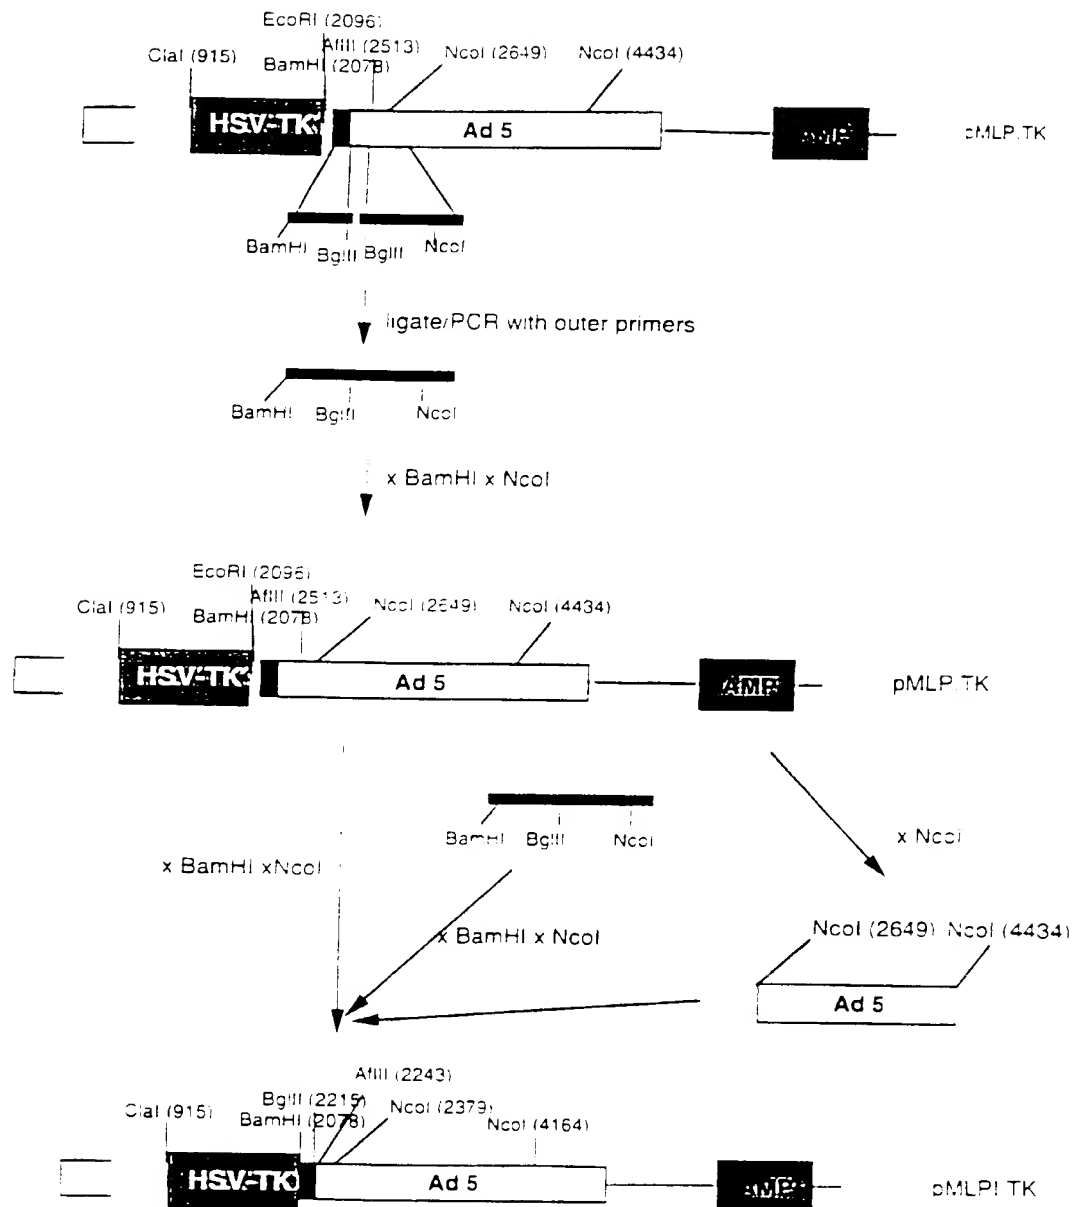 EcoRI (2096)
AflII (2513)
ClaI (915)
BamHI (2078)
NcoI (2649)
NcoI (4434)
HSV-TK
Ad 5
AMP
pMLP.TK
BamHI
BglII
BglII
NcoI
ligate/PCR with outer primers
BamHI
BglII
NcoI
x BamHI x NcoI
EcoRI (2096)
AflII (2513)
ClaI (915)
BamHI (2078)
NcoI (2649)
NcoI (4434)
HSV-TK
Ad 5
AMP
pMLP.TK
BamHI
BglII
NcoI
x NcoI
x BamHI xNcoI
x BamHI x NcoI
NcoI (2649)
NcoI (4434)
Ad 5
AflII (2243)
BglII (2215)
ClaI (915)
BamHI (2078)
NcoI (2379)
NcoI (4164)
HSV-TK
Ad 5
AMP
pMLPI.TK